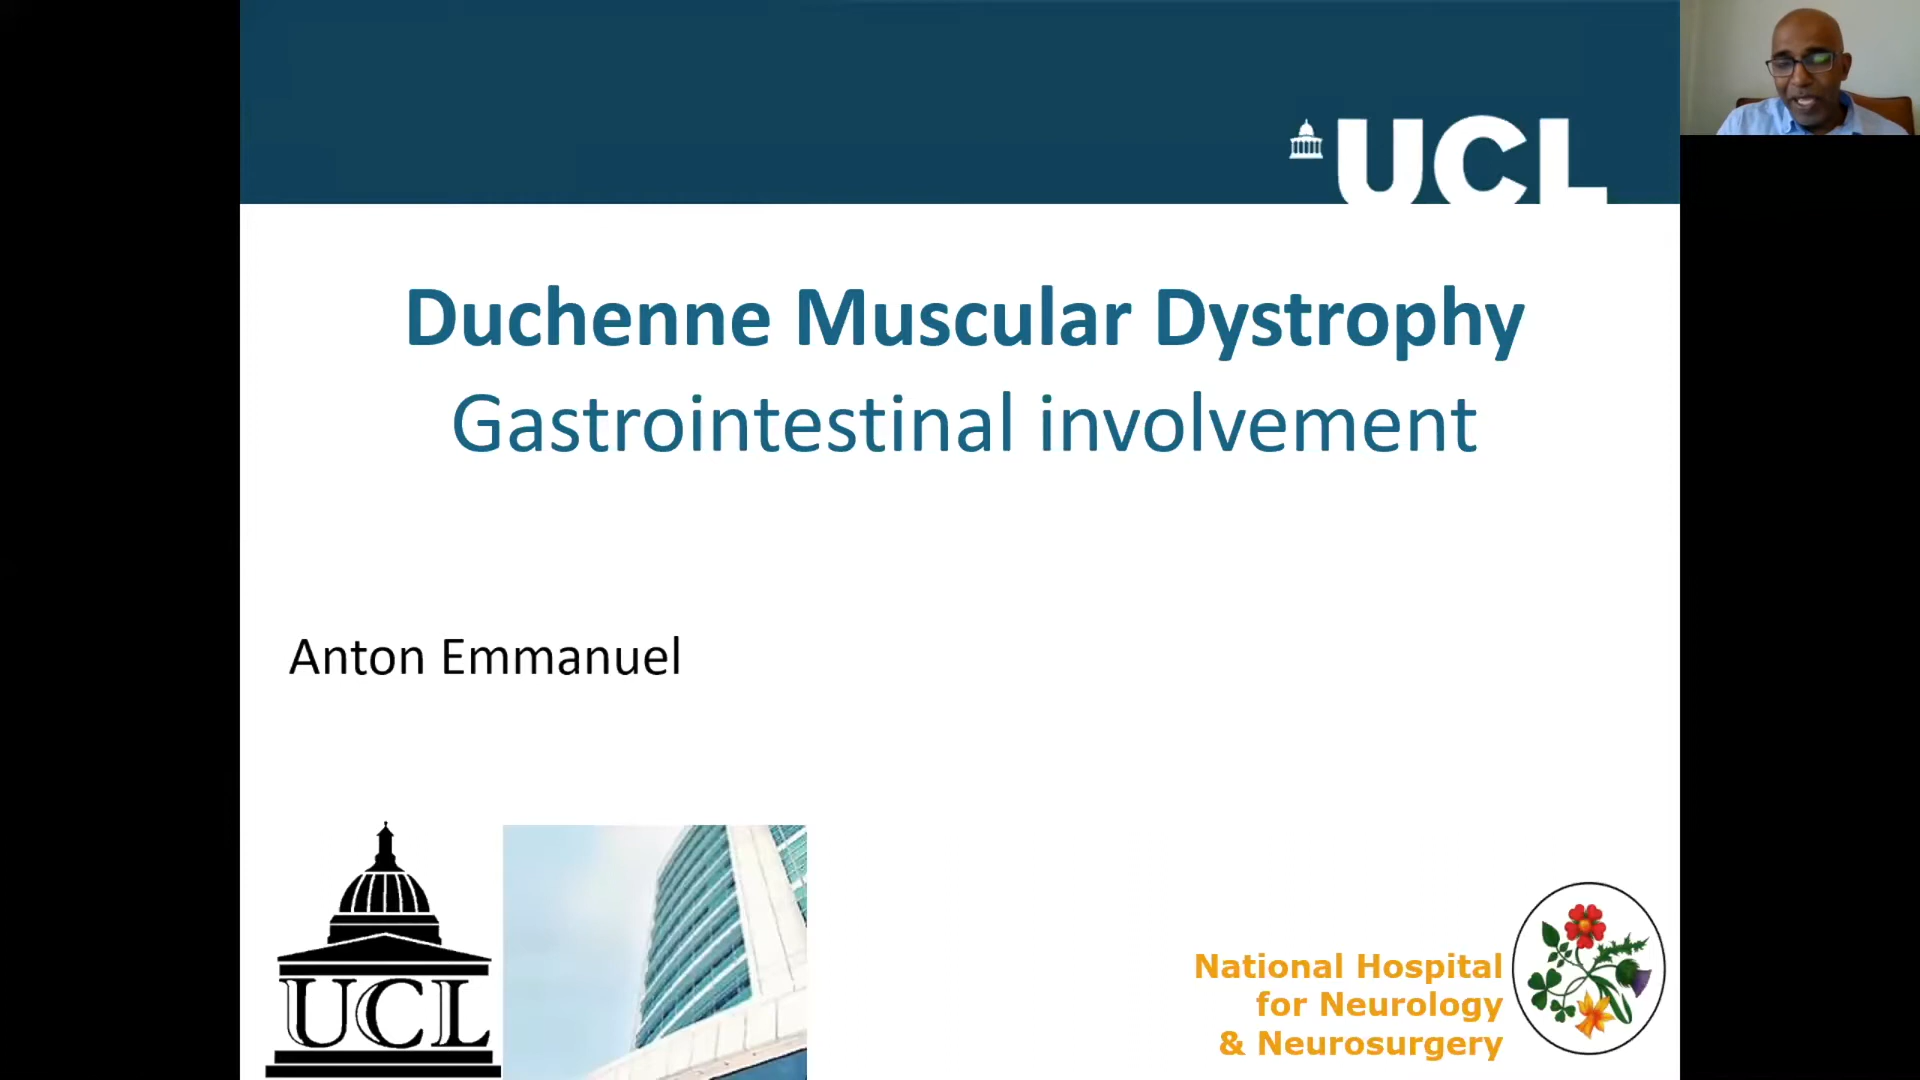 UCL
Duchenne Muscular Dystrophy
Gastrointestinal involvement
Anton Emmanuel
UCL
National Hospital
for Neurology
& Neurosurgery